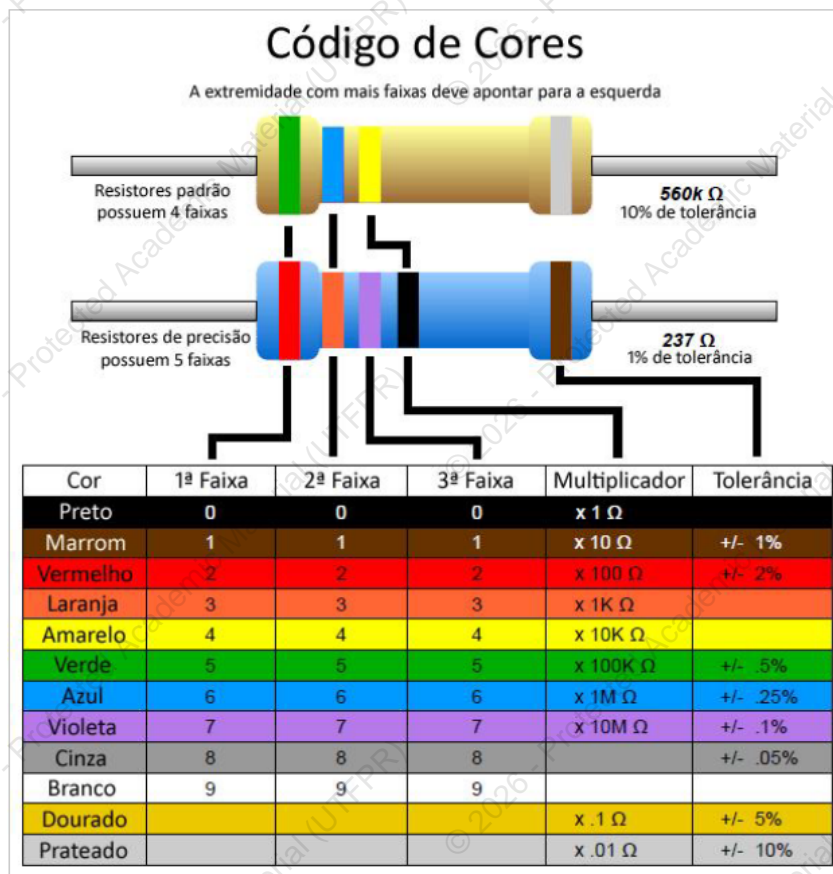 Código de Cores
A extremidade com mais faixas deve apontar para a esquerda
Resistores padrão
possuem 4 faixas
560k Ω
10% de tolerância
Resistores de precisão
possuem 5 faixas
237 Ω
1% de tolerância
Cor 1ª Faixa 2ª Faixa 3ª Faixa Multiplicador Tolerância
Preto 0 0 0 x 1 Ω
Marrom 1 1 1 x 10 Ω +/- 1%
Vermelho 2 2 2 x 100 Ω +/- 2%
Laranja 3 3 3 x 1K Ω
Amarelo 4 4 4 x 10K Ω
Verde 5 5 5 x 100K Ω +/- .5%
Azul 6 6 6 x 1M Ω +/- .25%
Violeta 7 7 7 x 10M Ω +/- .1%
Cinza 8 8 8 +/- .05%
Branco 9 9 9
Dourado x .1 Ω +/- 5%
Prateado x .01 Ω +/- 10%
© 2026 - Protected Academic Material (UTFPR)